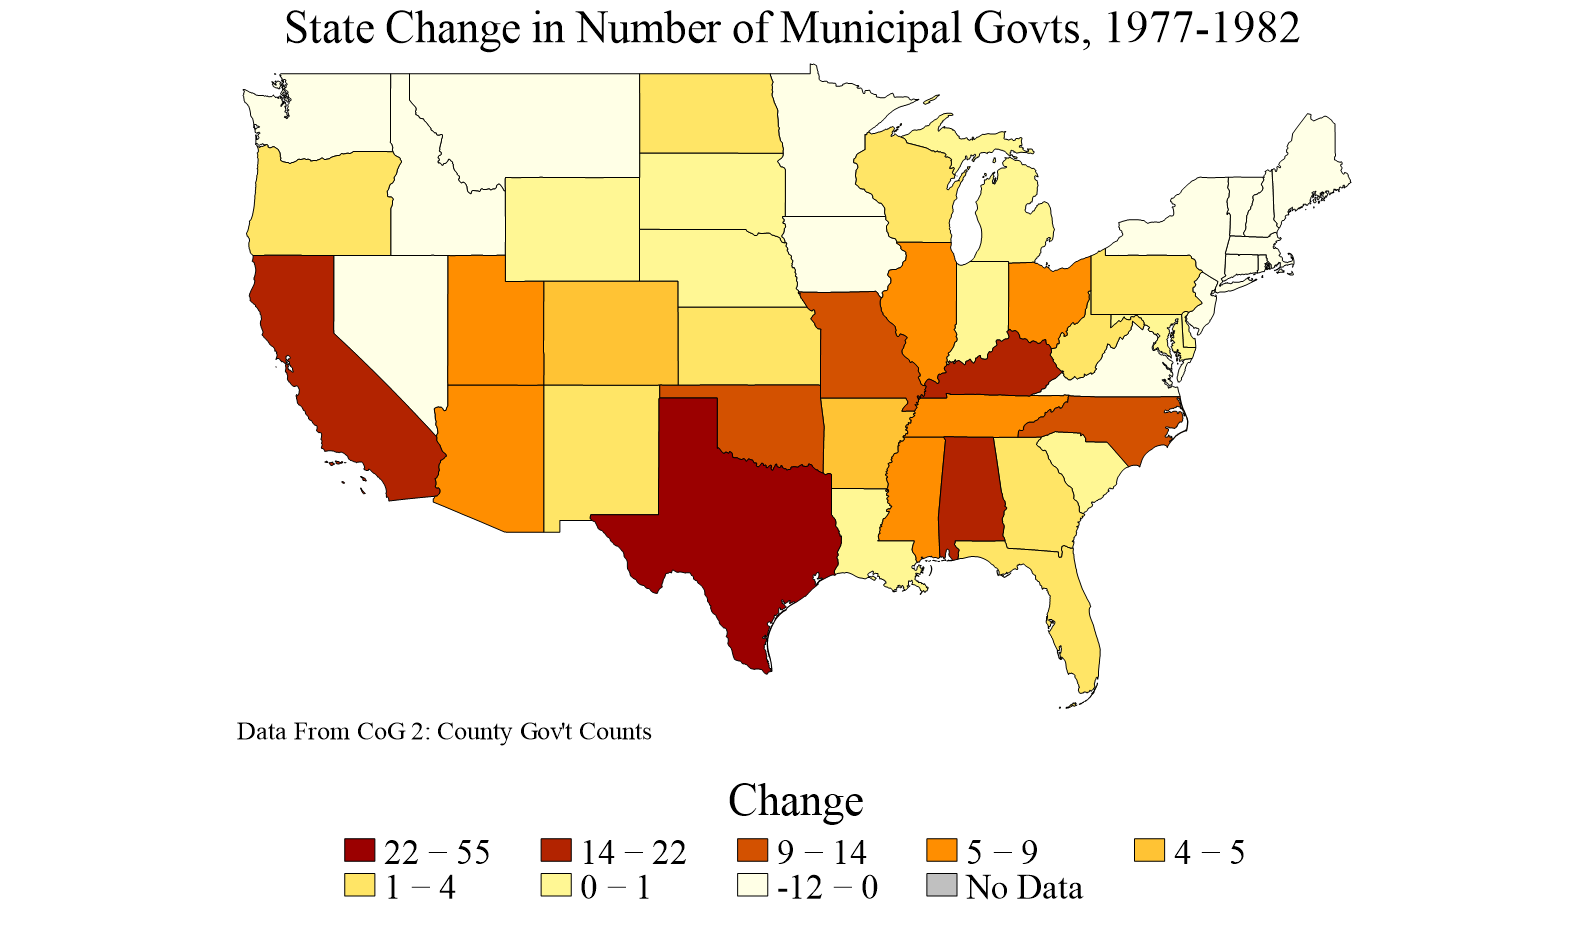 State Change in Number of Municipal Govts, 1977-1982
Data From CoG 2: County Gov't Counts
Change
22 − 55 14 − 22 9 − 14 5 − 9 4 − 5
1 − 4 0 − 1 -12 − 0 No Data